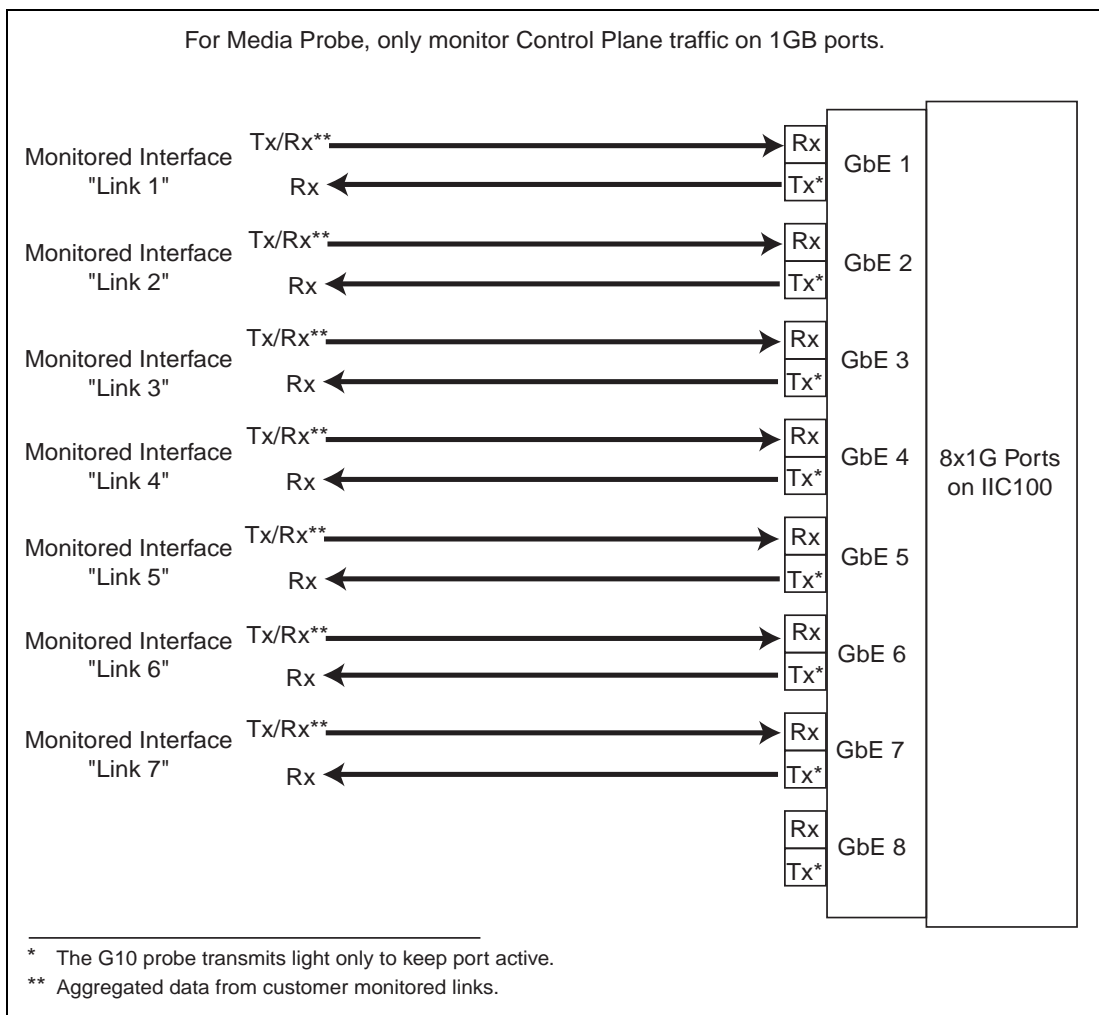 For Media Probe, only monitor Control Plane traffic on 1GB ports.
Monitored Interface
"Link 1"
Tx/Rx**
Rx
Rx
Tx*
GbE 1
Monitored Interface
"Link 2"
Tx/Rx**
Rx
Rx
Tx*
GbE 2
Monitored Interface
"Link 3"
Tx/Rx**
Rx
Rx
Tx*
GbE 3
Monitored Interface
"Link 4"
Tx/Rx**
Rx
Rx
Tx*
GbE 4
Monitored Interface
"Link 5"
Tx/Rx**
Rx
Rx
Tx*
GbE 5
Monitored Interface
"Link 6"
Tx/Rx**
Rx
Rx
Tx*
GbE 6
Monitored Interface
"Link 7"
Tx/Rx**
Rx
Rx
Tx*
GbE 7
Rx
Tx*
GbE 8
8x1G Ports
on IIC100
* The G10 probe transmits light only to keep port active.
** Aggregated data from customer monitored links.